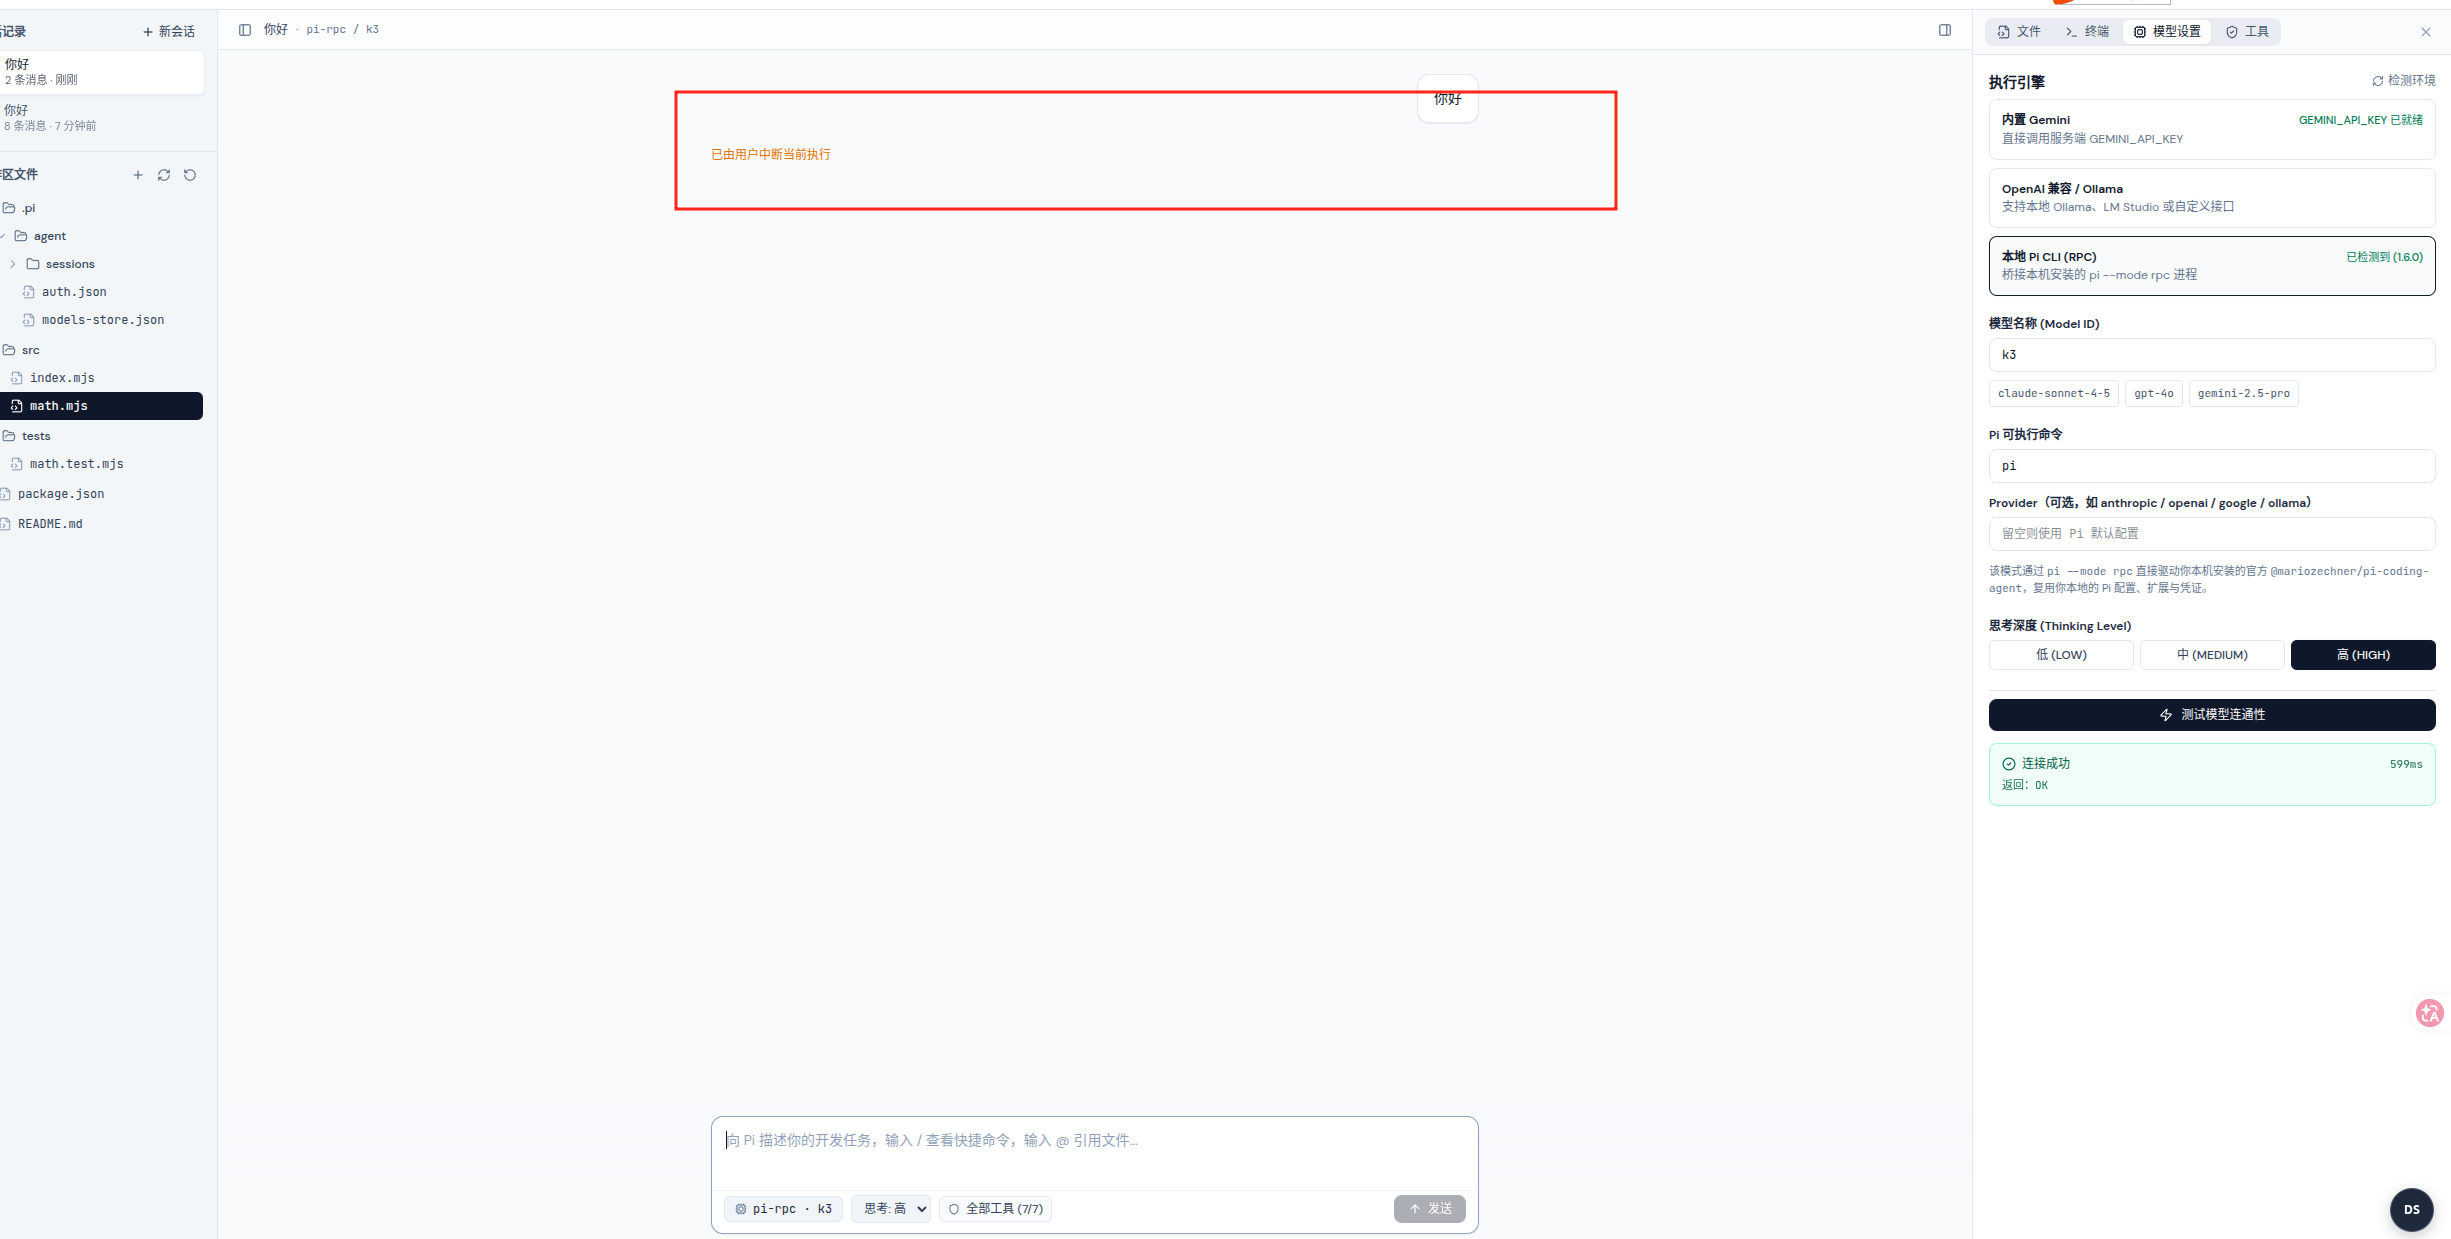 记录
新会话
你好
2 条消息 · 刚刚
你好
8 条消息 · 7 分钟前
区文件
.pi
agent
sessions
auth.json
models-store.json
src
index.mjs
math.mjs
tests
math.test.mjs
package.json
README.md
你好 · pi-rpc / k3
你好
已由用户中断当前执行
向 Pi 描述你的开发任务，输入 / 查看快捷命令，输入 @ 引用文件...
pi-rpc · k3
思考: 高
全部工具 (7/7)
发送
文件
终端
模型设置
工具
执行引擎
检测环境
内置 Gemini
GEMINI_API_KEY 已就绪
直接调用服务端 GEMINI_API_KEY
OpenAI 兼容 / Ollama
支持本地 Ollama、LM Studio 或自定义接口
本地 Pi CLI (RPC)
已检测到 (1.6.0)
桥接本机安装的 pi --mode rpc 进程
模型名称 (Model ID)
k3
claude-sonnet-4-5
gpt-4o
gemini-2.5-pro
Pi 可执行命令
pi
Provider（可选，如 anthropic / openai / google / ollama）
留空则使用 Pi 默认配置
该模式通过 pi --mode rpc 直接驱动你本机安装的官方 @mariozechner/pi-coding-
agent，复用你本地的 Pi 配置、扩展与凭证。
思考深度 (Thinking Level)
低 (LOW)
中 (MEDIUM)
高 (HIGH)
测试模型连通性
连接成功
599ms
返回：OK
DS